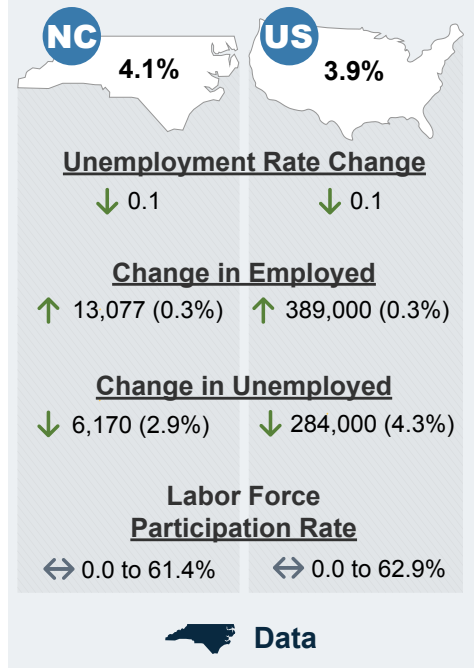 NC US
4.1% 3.9%
Unemployment Rate Change
↓ 0.1 ↓ 0.1
Change in Employed
↑ 13,077 (0.3%) ↑ 389,000 (0.3%)
Change in Unemployed
↓ 6,170 (2.9%) ↓ 284,000 (4.3%)
Labor Force
Participation Rate
↔ 0.0 to 61.4% ↔ 0.0 to 62.9%
Data